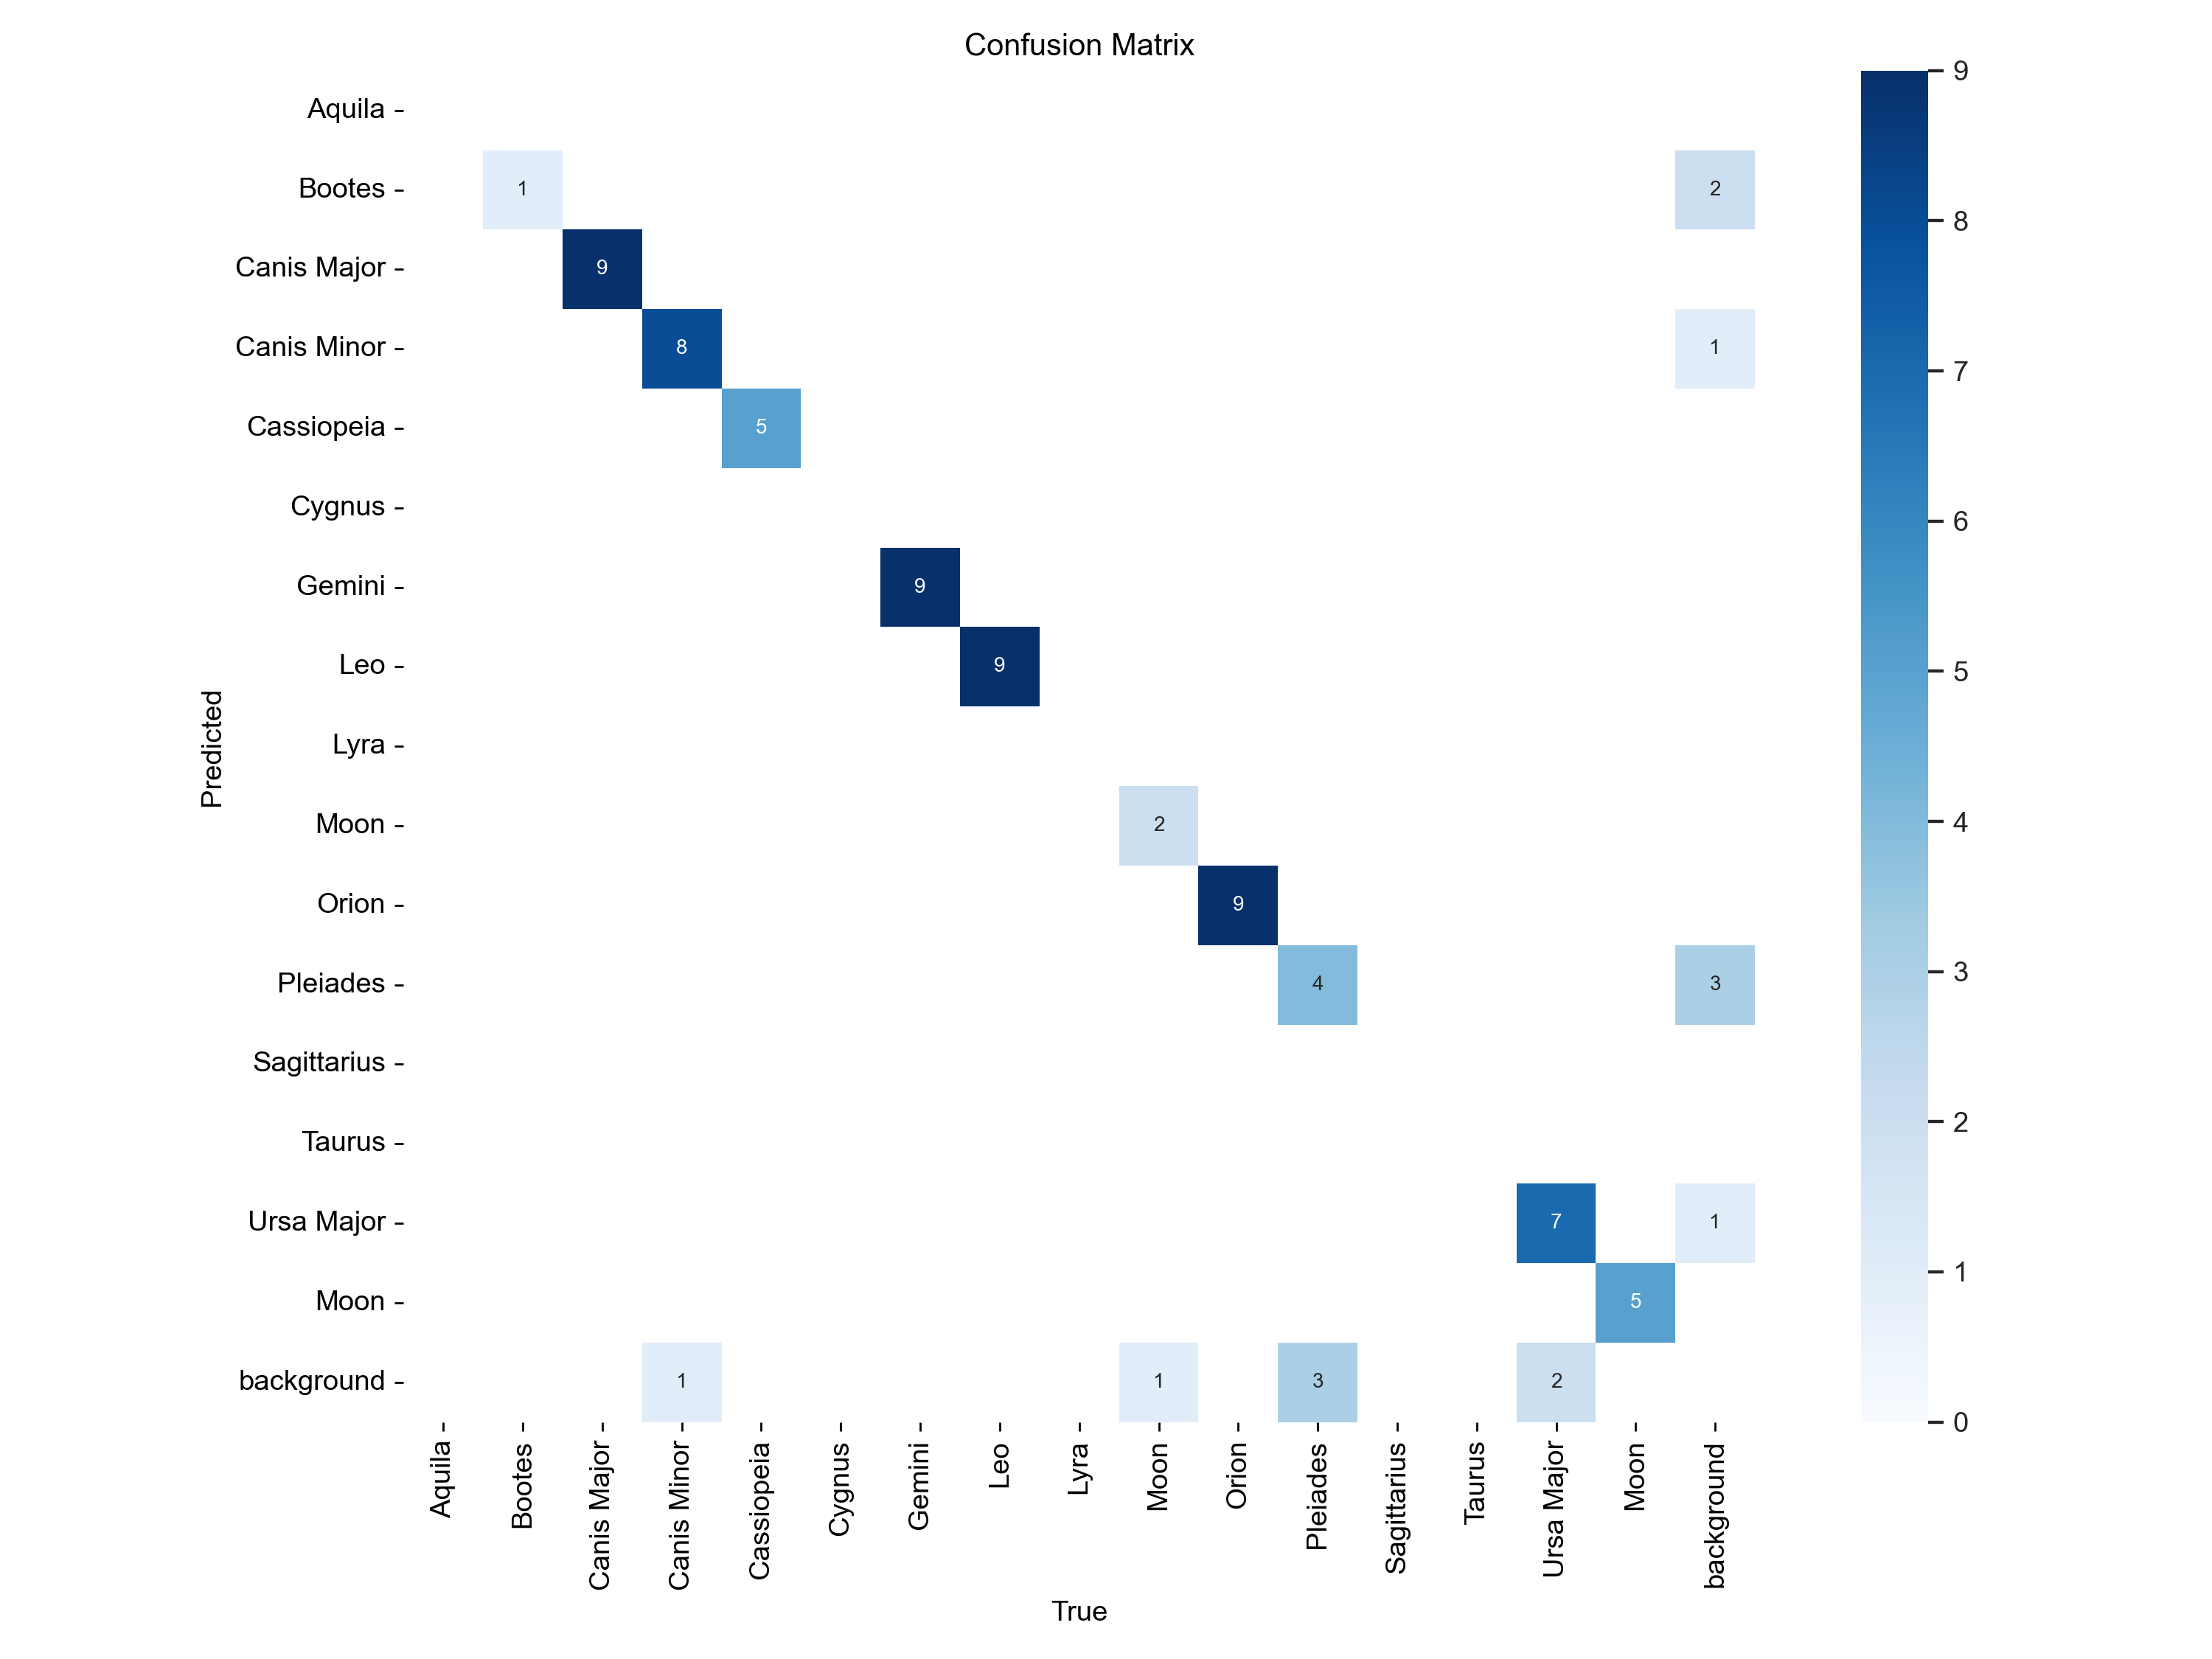 Confusion Matrix
Aquila
Bootes 1 2
Canis Major 9
Canis Minor 8 1
Cassiopeia 5
Cygnus
Gemini 9
Leo 9
Lyra
Moon 2
Orion 9
Pleiades 4 3
Sagittarius
Taurus
Ursa Major 7 1
Moon 5
background 1 1 3 2
Predicted
Aquila
Bootes
Canis Major
Canis Minor
Cassiopeia
Cygnus
Gemini
Leo
Lyra
Moon
Orion
Pleiades
Sagittarius
Taurus
Ursa Major
Moon
background
True
9
8
7
6
5
4
3
2
1
0